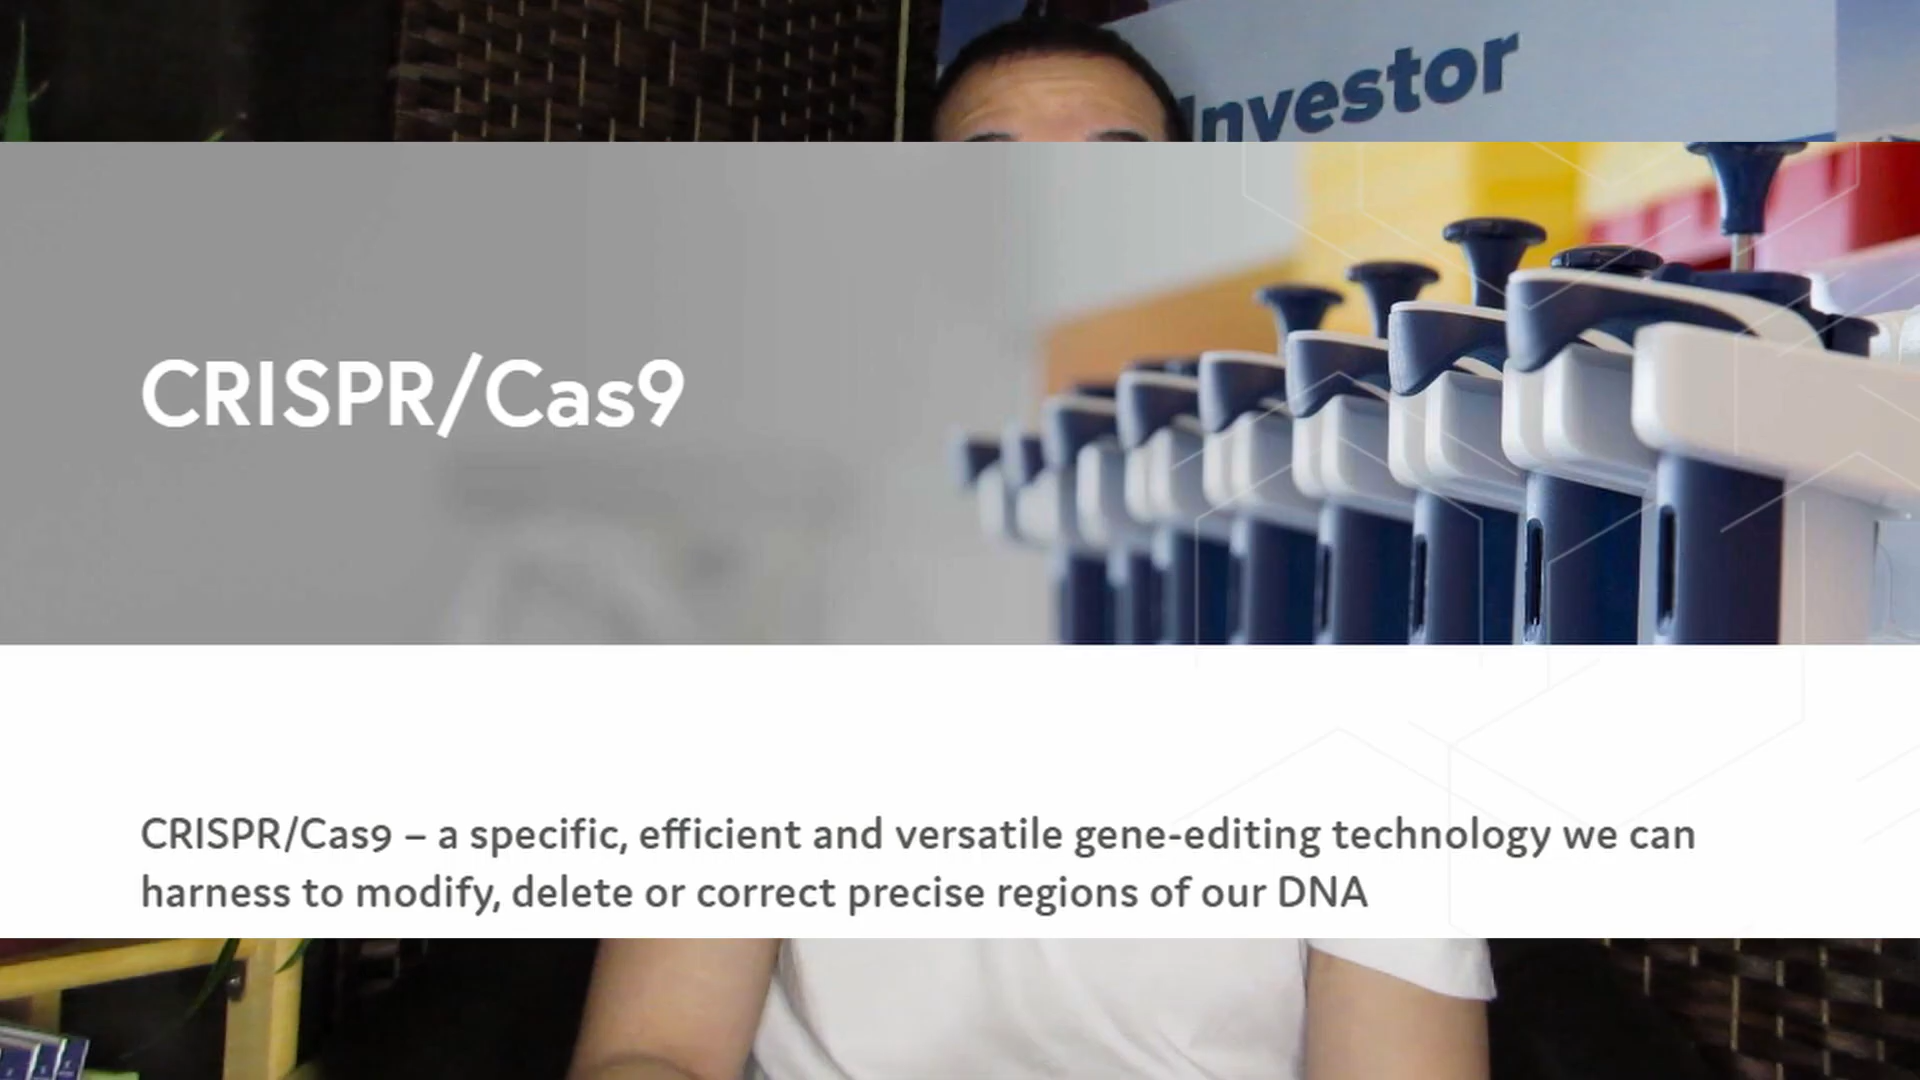 Investor
CRISPR/Cas9
CRISPR/Cas9 – a specific, efficient and versatile gene-editing technology we can
harness to modify, delete or correct precise regions of our DNA